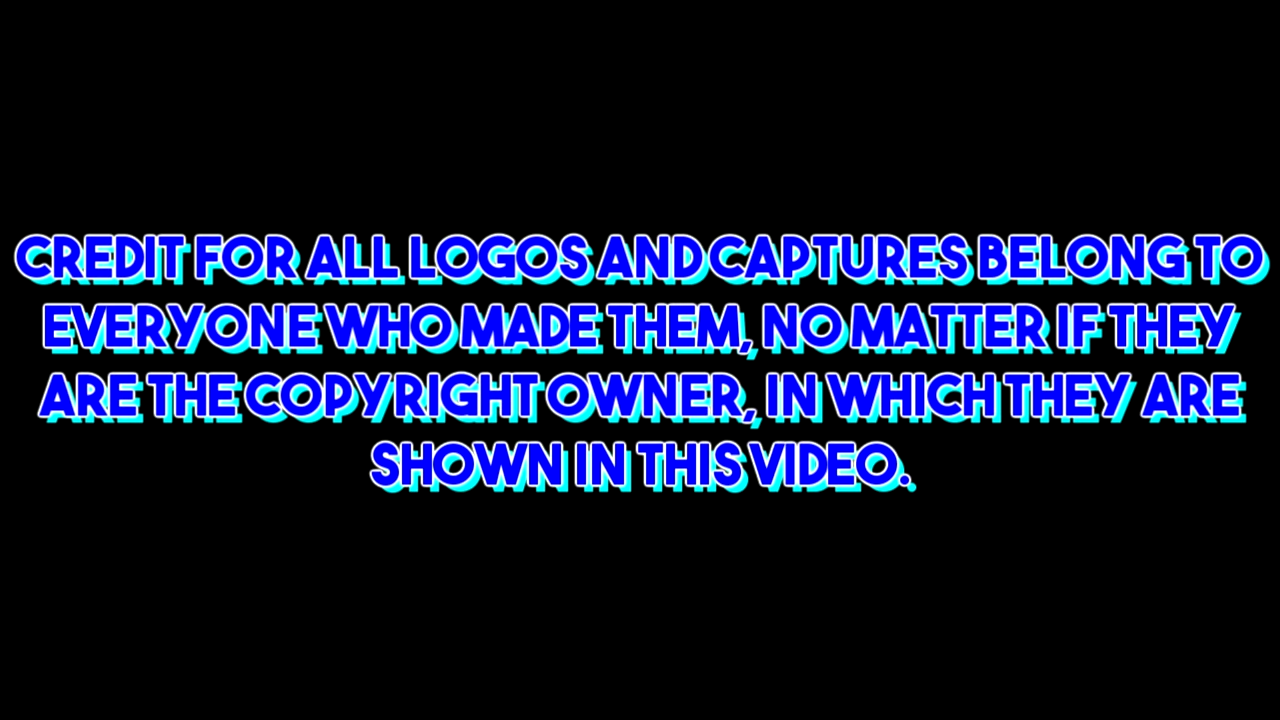 CREDIT FOR ALL LOGOS AND CAPTURES BELONG TO
EVERYONE WHO MADE THEM, NO MATTER IF THEY
ARE THE COPYRIGHT OWNER, IN WHICH THEY ARE
SHOWN IN THIS VIDEO.